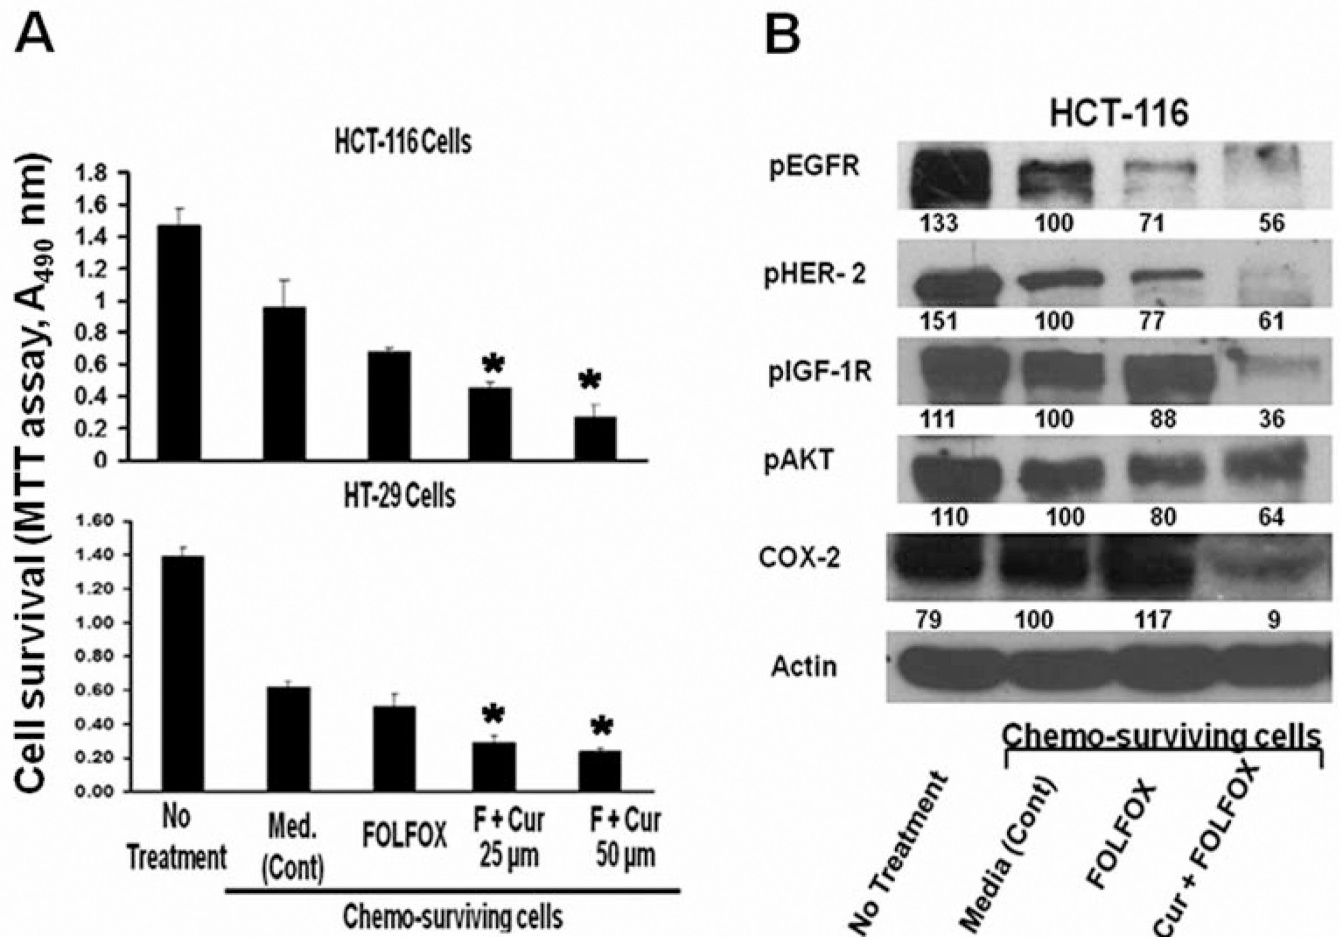 A
B
HCT-116 Cells
Cell survival (MTT assay, A490 nm)
1.8
1.6
1.4
1.2
1
0.8
0.6
0.4
0.2
0
*
*
HT-29 Cells
1.60
1.40
1.20
1.00
0.80
0.60
0.40
0.20
0.00
*
*
No Treatment
Med. (Cont)
FOLFOX
F + Cur 25 µm
F + Cur 50 µm
Chemo-surviving cells
HCT-116
pEGFR
133 100 71 56
pHER- 2
151 100 77 61
pIGF-1R
111 100 88 36
pAKT
110 100 80 64
COX-2
79 100 117 9
Actin
Chemo-surviving cells
No Treatment
Media (Cont)
FOLFOX
Cur + FOLFOX